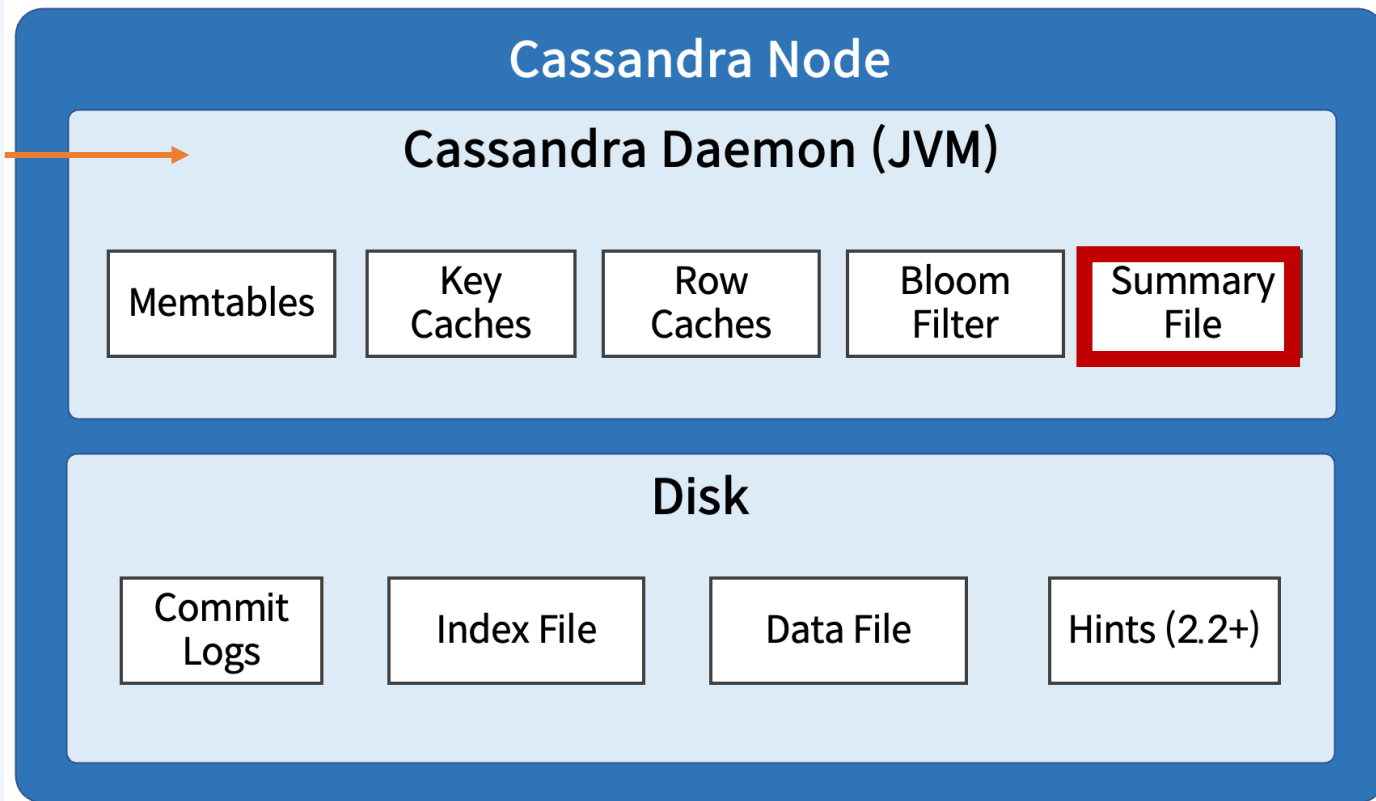 Cassandra Node
Cassandra Daemon (JVM)
Memtables
Key
Caches
Row
Caches
Bloom
Filter
Summary
File
Disk
Commit
Logs
Index File
Data File
Hints (2.2+)